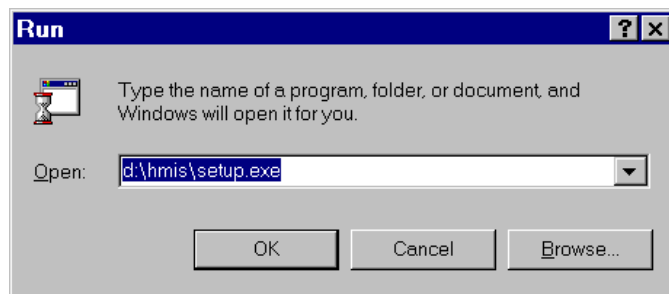 Run
Type the name of a program, folder, or document, and
Windows will open it for you.
Open: d:\hmis\setup.exe
OK Cancel Browse...